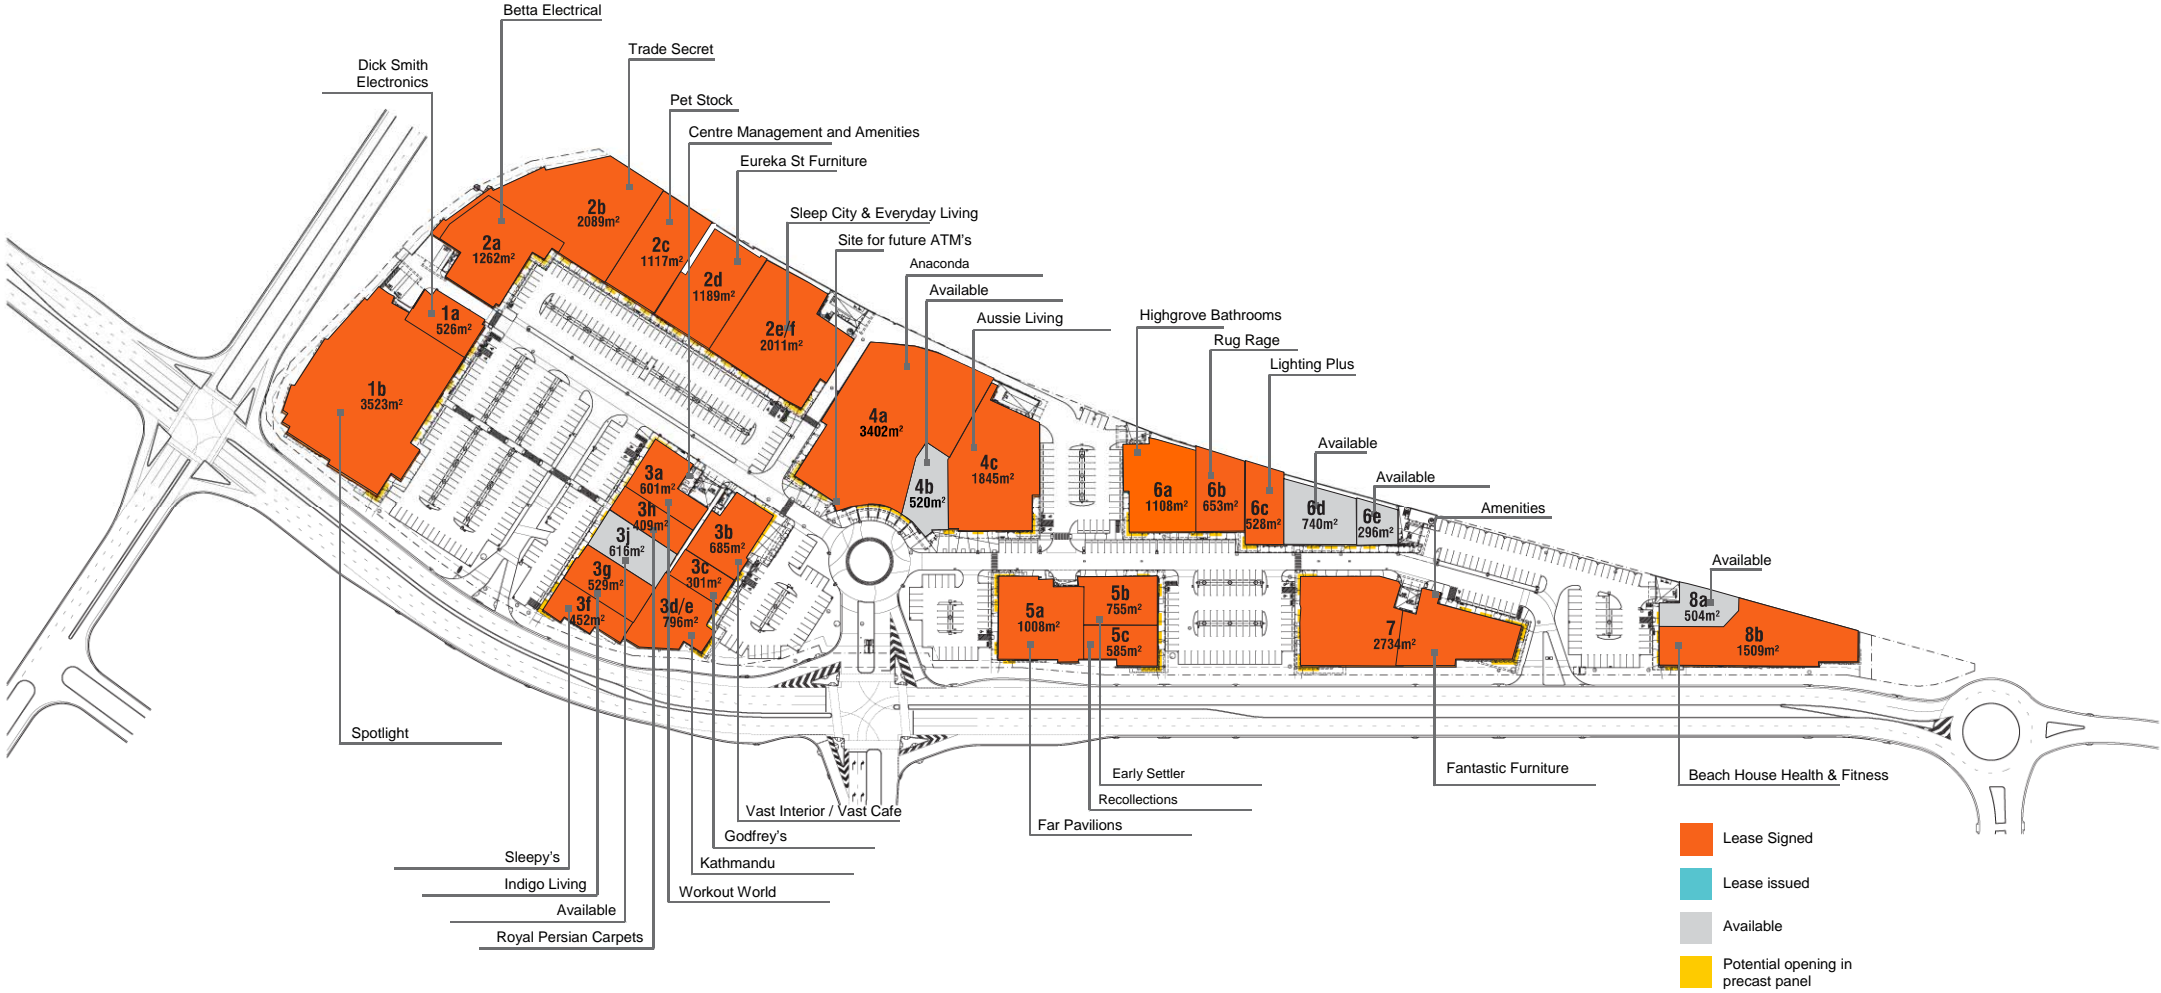 Betta Electrical
Trade Secret
Dick Smith
Electronics
Pet Stock
Centre Management and Amenities
Eureka St Furniture
Sleep City & Everyday Living
Site for future ATM's
Anaconda
Available
Aussie Living
Highgrove Bathrooms
Rug Rage
Lighting Plus
Available
Available
Amenities
Available
2b
2089m²
2a
1262m²
2c
1117m²
2d
1189m²
2e/f
2011m²
1a
526m²
1b
3523m²
4a
3402m²
4b
520m²
4c
1845m²
6a
1108m²
6b
653m²
6c
528m²
6d
740m²
6e
296m²
3a
601m²
3h
409m²
3j
616m²
3g
529m²
3f
452m²
3b
685m²
3c
301m²
3d/e
796m²
5a
1008m²
5b
755m²
5c
585m²
7
2734m²
8a
504m²
8b
1509m²
Spotlight
Sleepy's
Indigo Living
Available
Royal Persian Carpets
Vast Interior / Vast Cafe
Godfrey's
Kathmandu
Workout World
Early Settler
Recollections
Far Pavilions
Fantastic Furniture
Beach House Health & Fitness
Lease Signed
Lease issued
Available
Potential opening in
precast panel